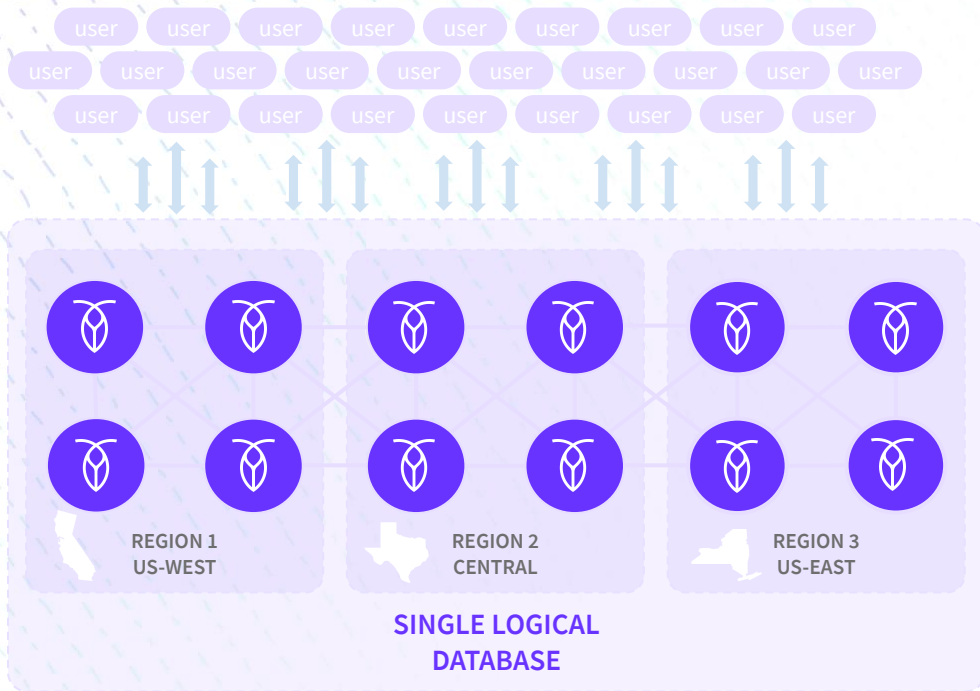 user user user user user user user user user
user user user user user user user user user user
user user user user user user user user user
REGION 1
US-WEST
REGION 2
CENTRAL
REGION 3
US-EAST
SINGLE LOGICAL
DATABASE